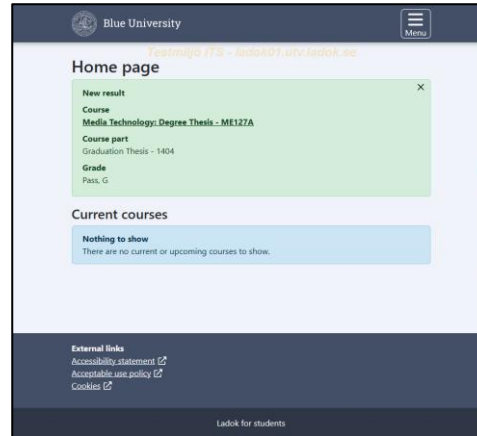 Blue University
Menu
Testmiljö ITS - ladok01.utv.ladok.se
Home page
New result
Course
Media Technology: Degree Thesis - ME127A
Course part
Graduation Thesis - 1404
Grade
Pass, G
Current courses
Nothing to show
There are no current or upcoming courses to show.
External links
Accessibility statement
Acceptable use policy
Cookies
Ladok for students